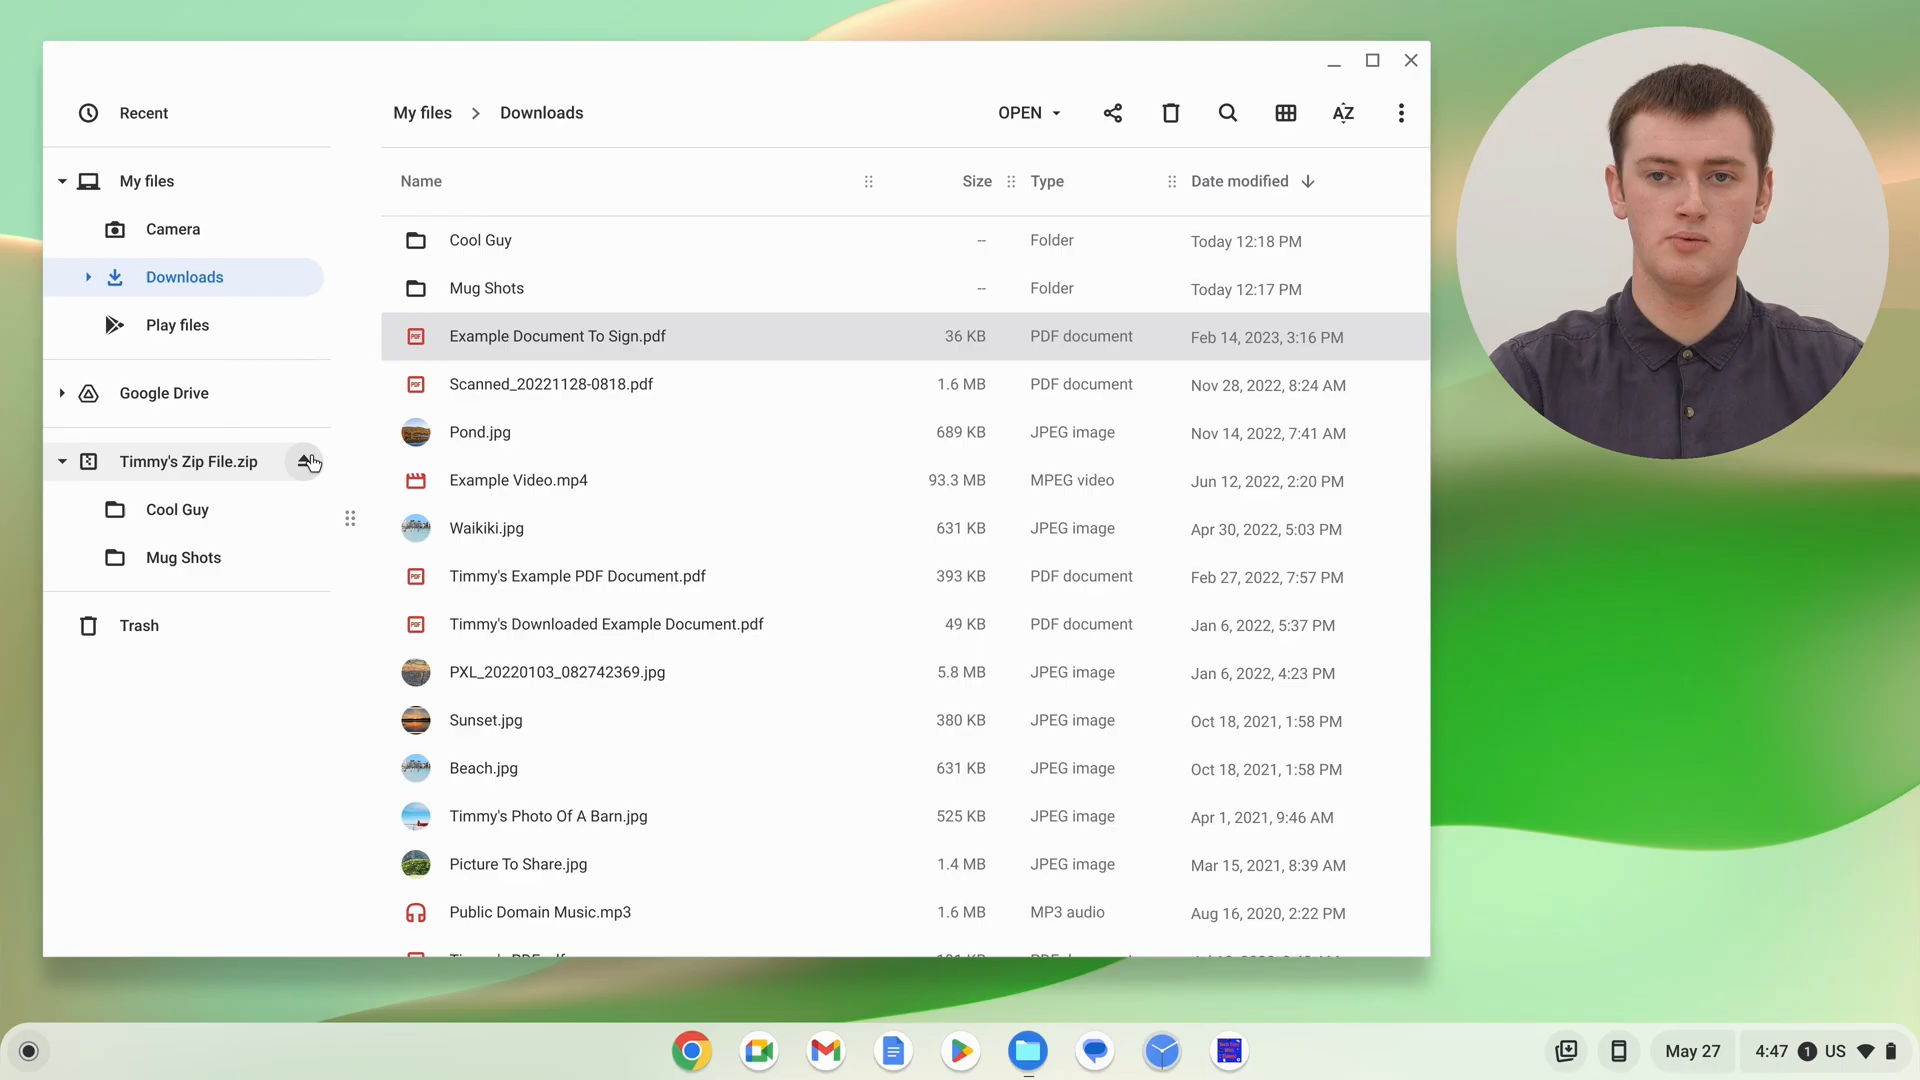 Recent
My files
Camera
Downloads
Play files
Google Drive
Timmy's Zip File.zip
Cool Guy
Mug Shots
Trash
My files > Downloads
OPEN
AZ
Name Size Type Date modified
Cool Guy -- Folder Today 12:18 PM
Mug Shots -- Folder Today 12:17 PM
Example Document To Sign.pdf 36 KB PDF document Feb 14, 2023, 3:16 PM
Scanned_20221128-0818.pdf 1.6 MB PDF document Nov 28, 2022, 8:24 AM
Pond.jpg 689 KB JPEG image Nov 14, 2022, 7:41 AM
Example Video.mp4 93.3 MB MPEG video Jun 12, 2022, 2:20 PM
Waikiki.jpg 631 KB JPEG image Apr 30, 2022, 5:03 PM
Timmy's Example PDF Document.pdf 393 KB PDF document Feb 27, 2022, 7:57 PM
Timmy's Downloaded Example Document.pdf 49 KB PDF document Jan 6, 2022, 5:37 PM
PXL_20220103_082742369.jpg 5.8 MB JPEG image Jan 6, 2022, 4:23 PM
Sunset.jpg 380 KB JPEG image Oct 18, 2021, 1:58 PM
Beach.jpg 631 KB JPEG image Oct 18, 2021, 1:58 PM
Timmy's Photo Of A Barn.jpg 525 KB JPEG image Apr 1, 2021, 9:46 AM
Picture To Share.jpg 1.4 MB JPEG image Mar 15, 2021, 8:39 AM
Public Domain Music.mp3 1.6 MB MP3 audio Aug 16, 2020, 2:22 PM
May 27 4:47 1 US